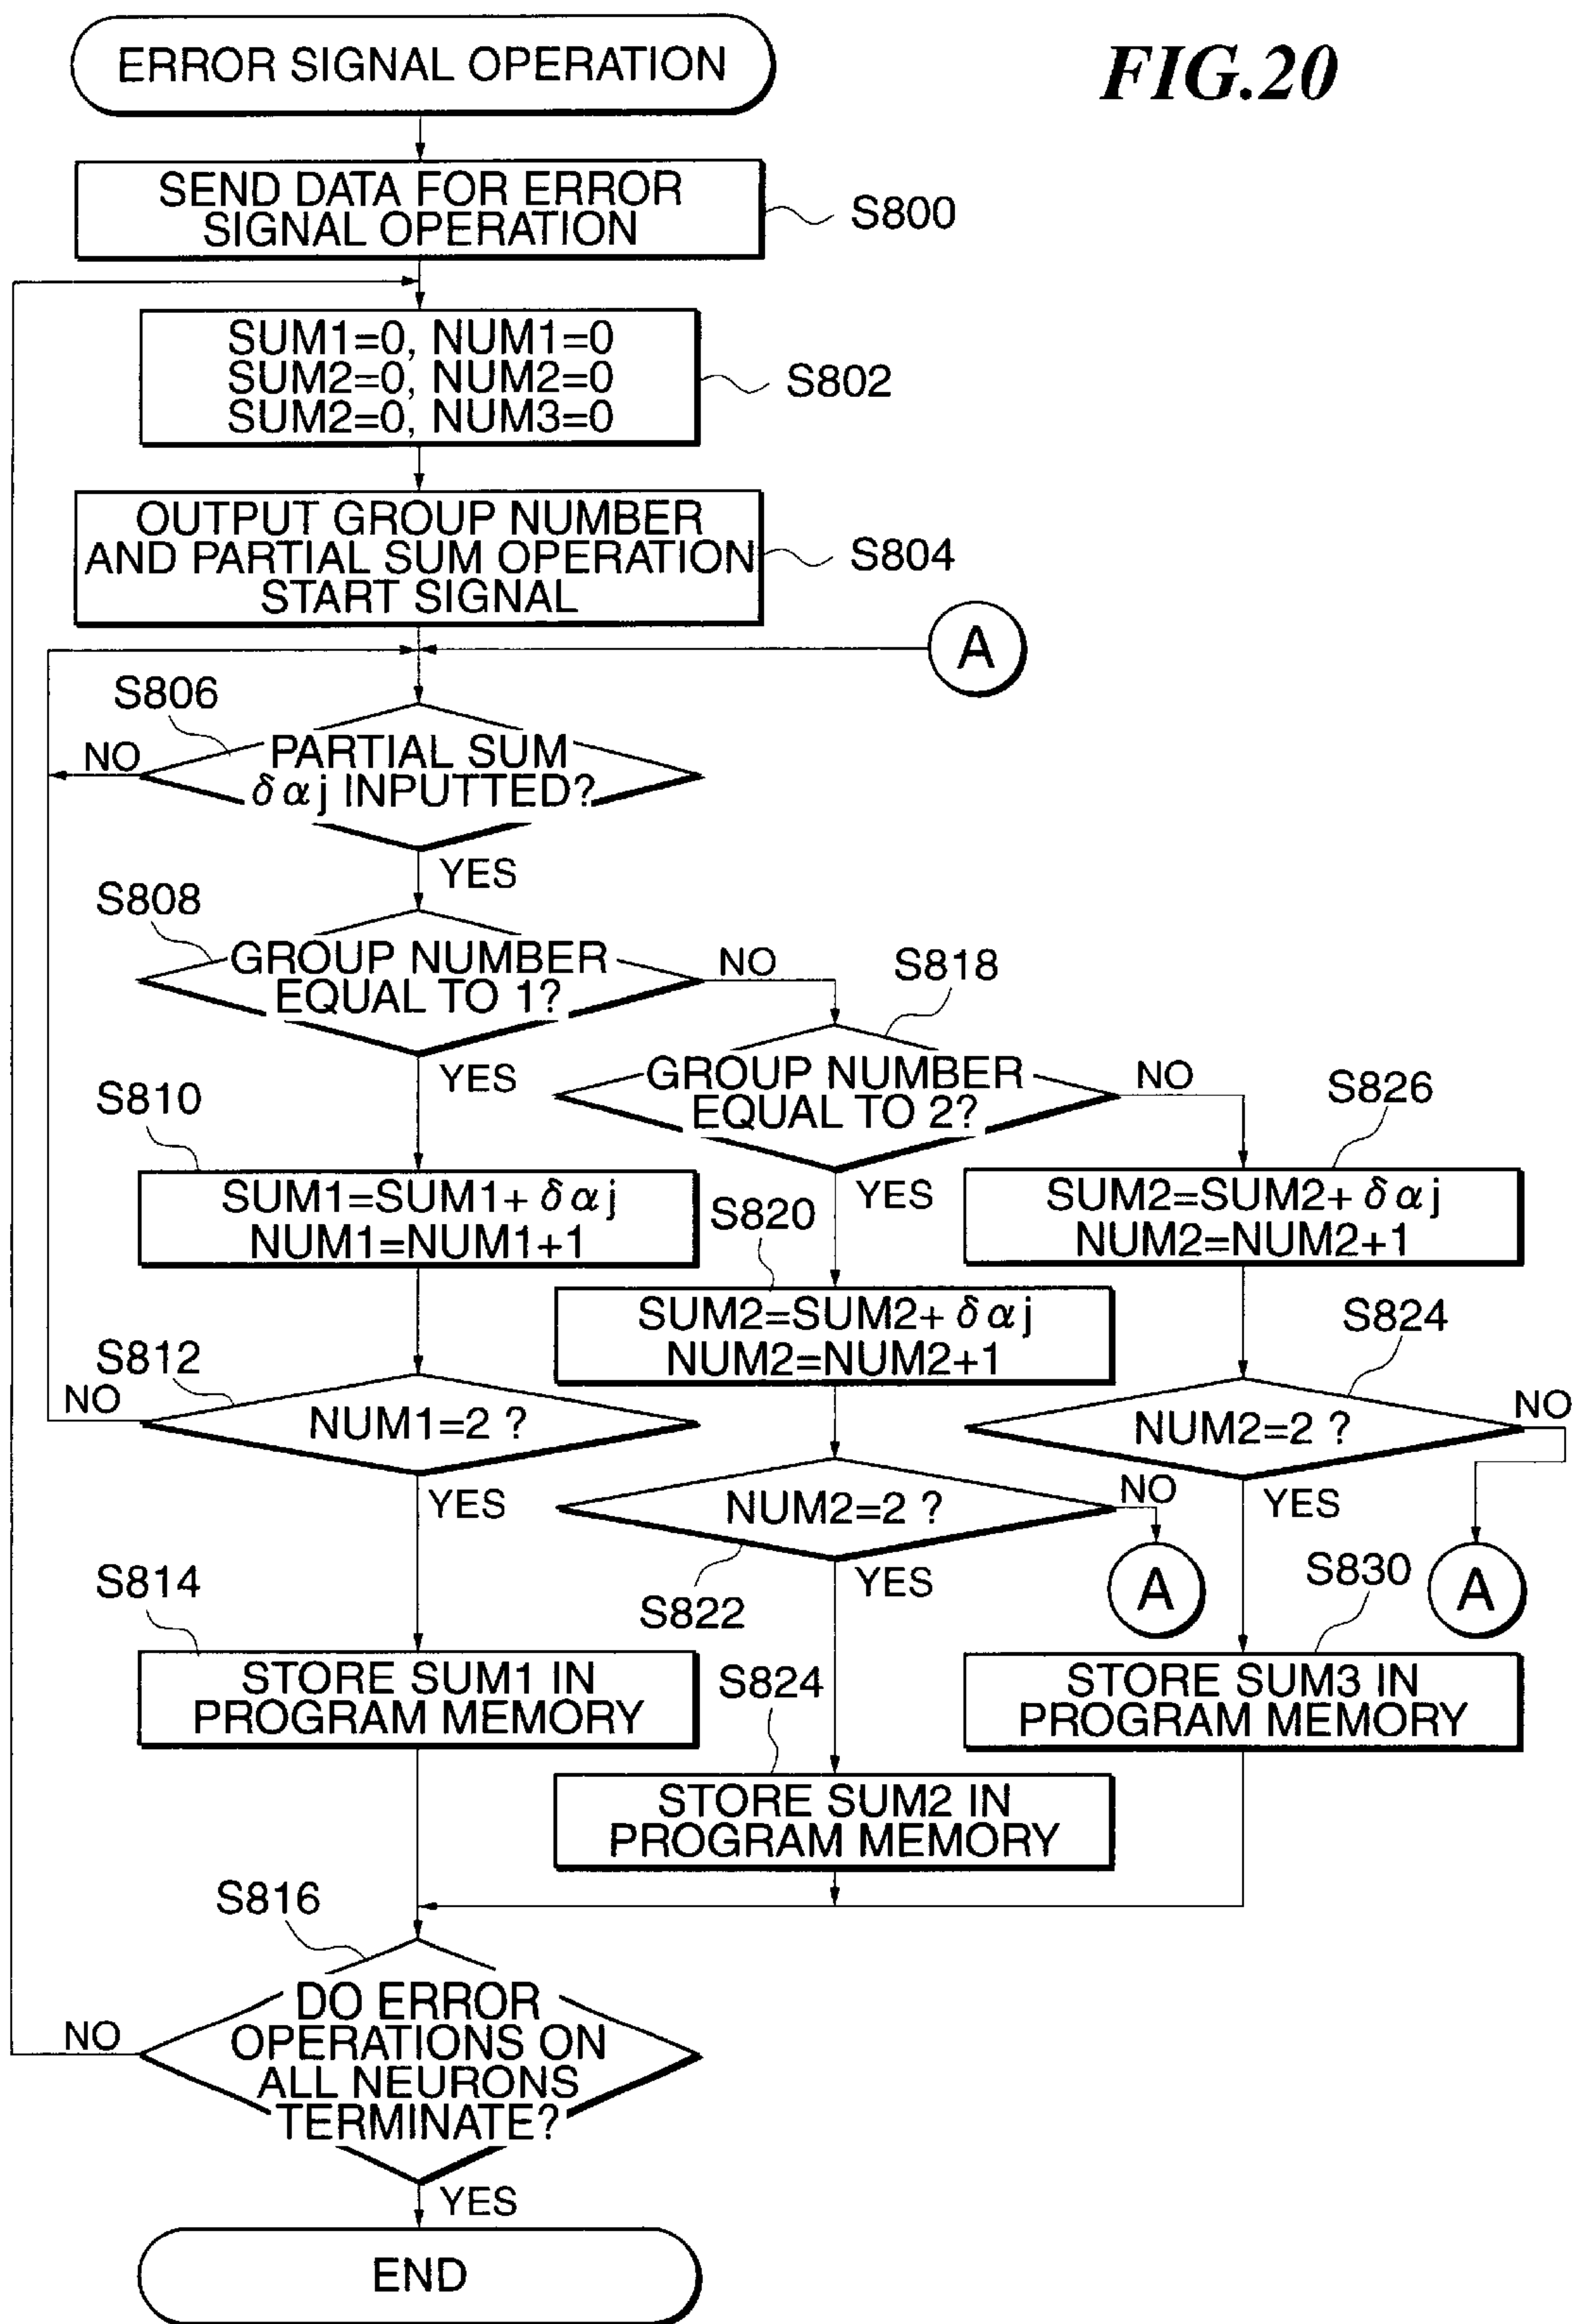 ERROR SIGNAL OPERATION
FIG.20
SEND DATA FOR ERROR
SIGNAL OPERATION
S800
SUM1=0, NUM1=0
SUM2=0, NUM2=0
SUM2=0, NUM3=0
S802
OUTPUT GROUP NUMBER
AND PARTIAL SUM OPERATION
START SIGNAL
S804
A
S806
NO
PARTIAL SUM
δαj INPUTTED?
YES
S808
GROUP NUMBER
EQUAL TO 1?
NO
S818
YES
GROUP NUMBER
EQUAL TO 2?
NO
S826
S810
SUM1=SUM1+δαj
NUM1=NUM1+1
YES
S820
SUM2=SUM2+δαj
NUM2=NUM2+1
SUM2=SUM2+δαj
NUM2=NUM2+1
S824
S812
NO
NUM1=2 ?
YES
NUM2=2 ?
NO
YES
NUM2=2 ?
NO
YES
S822
A
A
S830
S814
STORE SUM1 IN
PROGRAM MEMORY
S824
STORE SUM2 IN
PROGRAM MEMORY
STORE SUM3 IN
PROGRAM MEMORY
S816
NO
DO ERROR
OPERATIONS ON
ALL NEURONS
TERMINATE?
YES
END